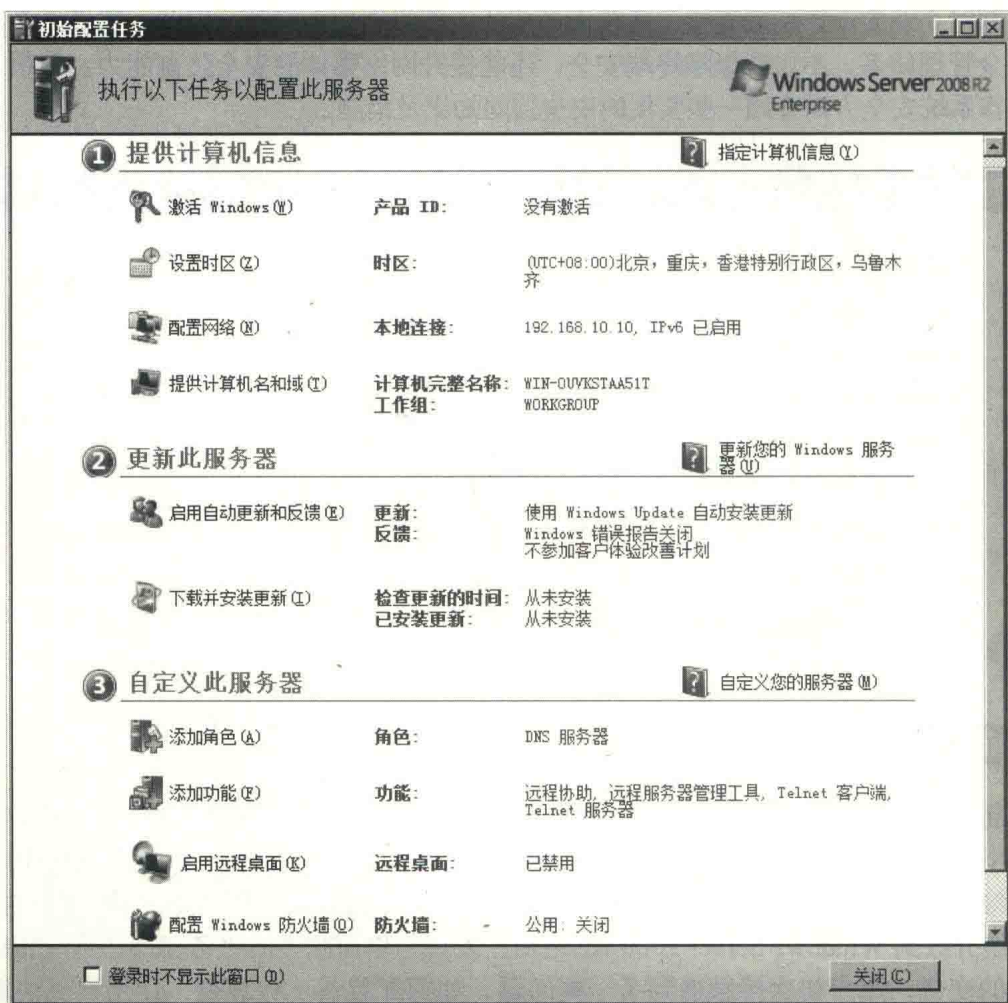 初始配置任务
执行以下任务以配置此服务器
Windows Server 2008 R2
Enterprise
1 提供计算机信息
指定计算机信息(Y)
激活 Windows(W) 产品 ID: 没有激活
设置时区(Z) 时区: (UTC+08:00)北京，重庆，香港特别行政区，乌鲁木
齐
配置网络(N) 本地连接: 192.168.10.10, IPv6 已启用
提供计算机名和域(T) 计算机完整名称: WIN-OUVKSTAA51T
工作组: WORKGROUP
2 更新此服务器
更新您的 Windows 服务
器(U)
启用自动更新和反馈(E) 更新: 使用 Windows Update 自动安装更新
反馈: Windows 错误报告关闭
不参加客户体验改善计划
下载并安装更新(I) 检查更新的时间: 从未安装
已安装更新: 从未安装
3 自定义此服务器
自定义您的服务器(M)
添加角色(A) 角色: DNS 服务器
添加功能(F) 功能: 远程协助, 远程服务器管理工具, Telnet 客户端,
Telnet 服务器
启用远程桌面(K) 远程桌面: 已禁用
配置 Windows 防火墙(O) 防火墙: 公用: 关闭
登录时不显示此窗口(D)
关闭(C)